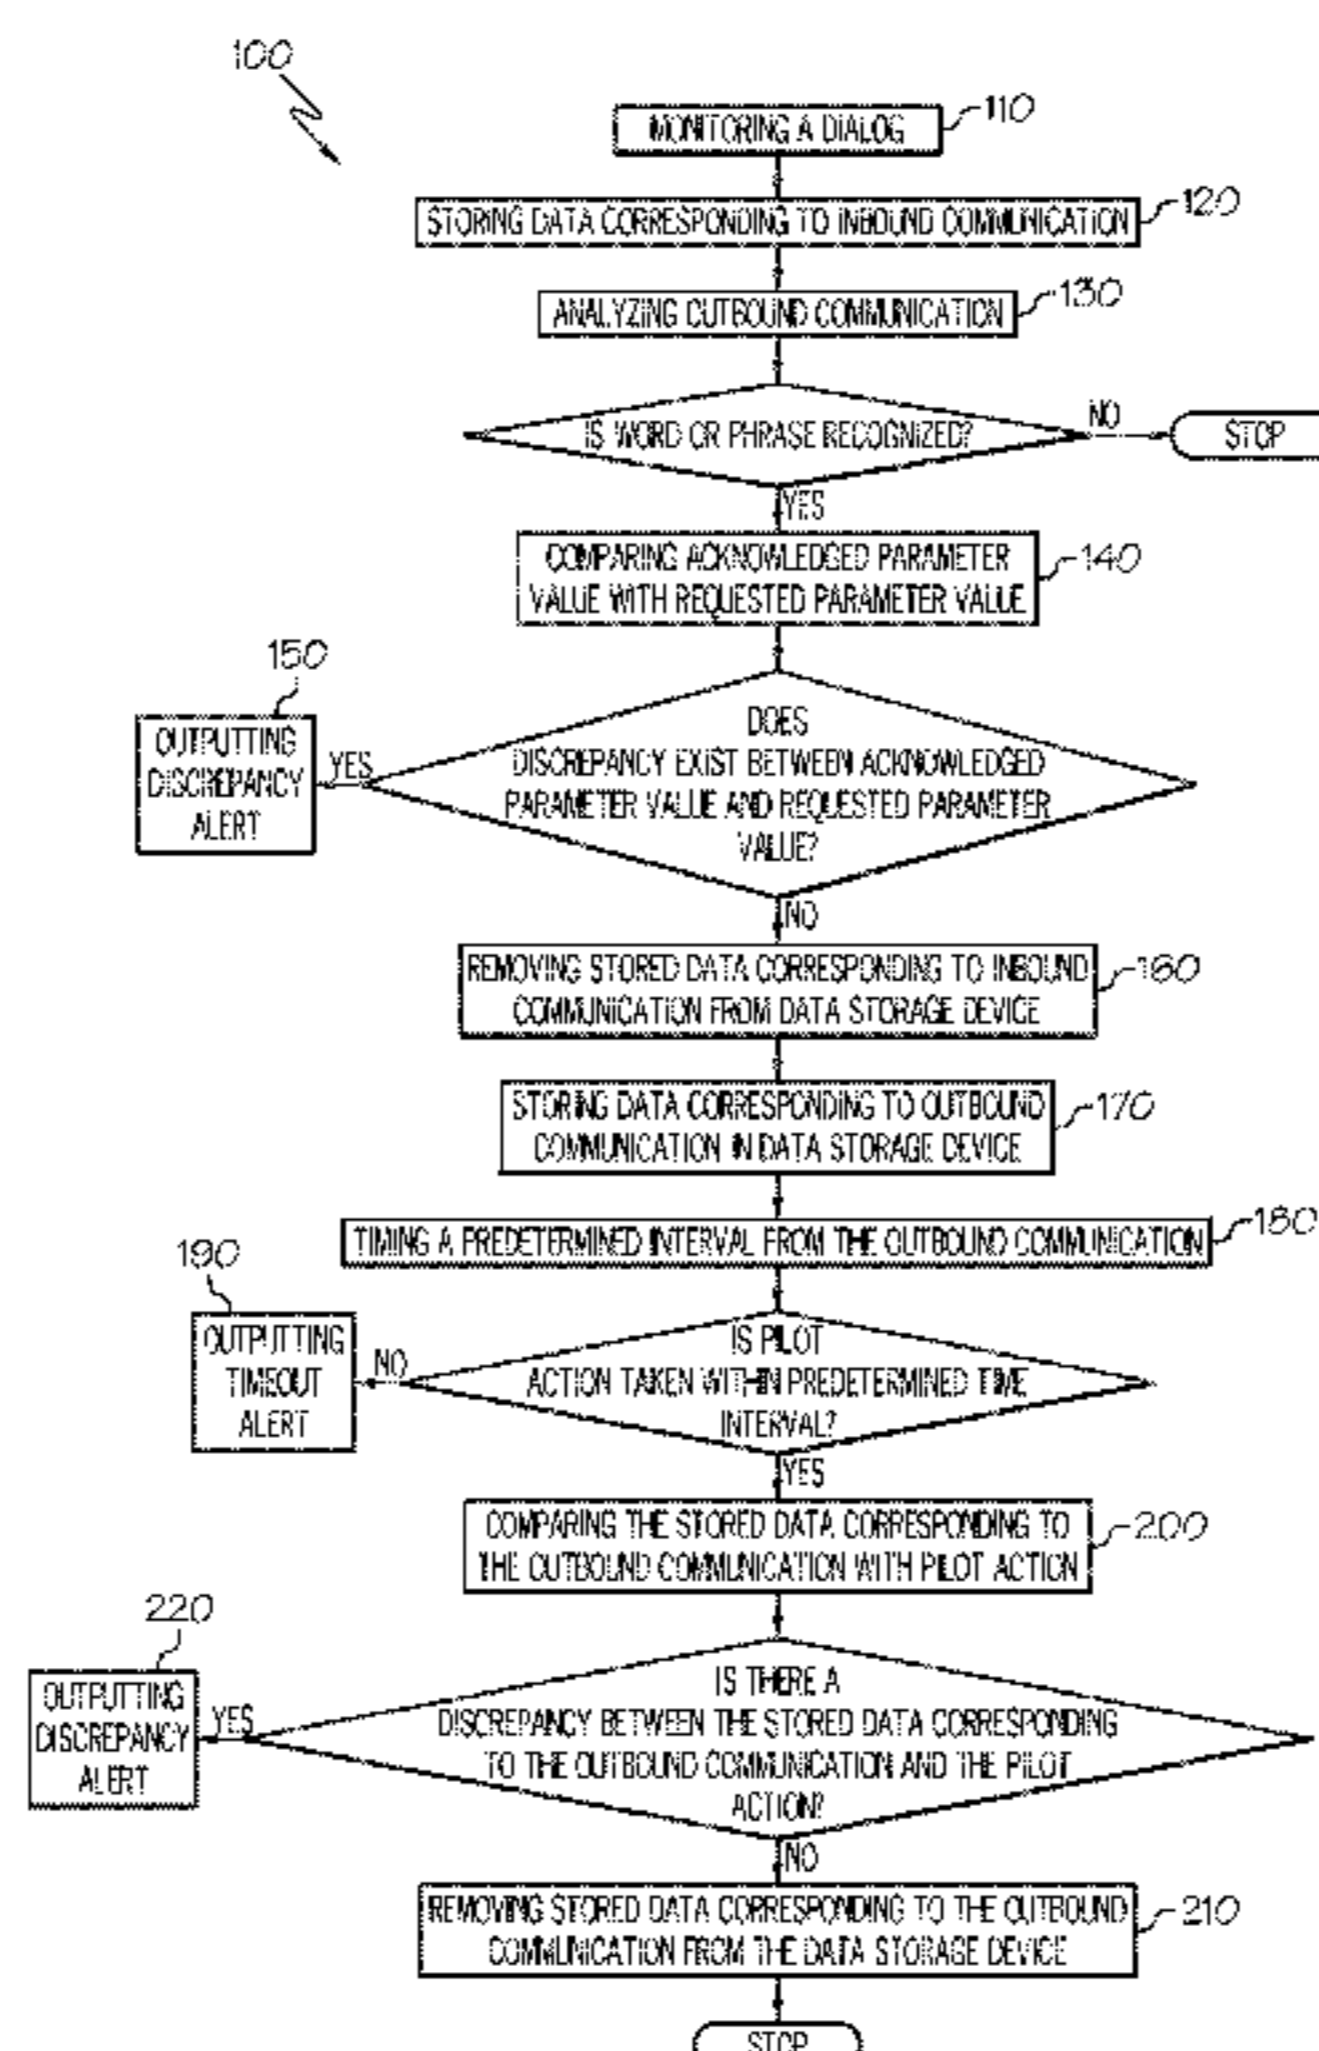 100
MONITORING A DIALOG
110
STORING DATA CORRESPONDING TO INBOUND COMMUNICATION
120
ANALYZING OUTBOUND COMMUNICATION
130
IS WORD OR PHRASE RECOGNIZED?
NO
STOP
YES
COMPARING ACKNOWLEDGED PARAMETER
VALUE WITH REQUESTED PARAMETER VALUE
140
150
OUTPUTTING
DISCREPANCY
ALERT
YES
DOES
DISCREPANCY EXIST BETWEEN ACKNOWLEDGED
PARAMETER VALUE AND REQUESTED PARAMETER
VALUE?
NO
REMOVING STORED DATA CORRESPONDING TO INBOUND
COMMUNICATION FROM DATA STORAGE DEVICE
160
STORING DATA CORRESPONDING TO OUTBOUND
COMMUNICATION IN DATA STORAGE DEVICE
170
TIMING A PREDETERMINED INTERVAL FROM THE OUTBOUND COMMUNICATION
180
190
OUTPUTTING
TIMEOUT
ALERT
NO
IS PILOT
ACTION TAKEN WITHIN PREDETERMINED TIME
INTERVAL?
YES
COMPARING THE STORED DATA CORRESPONDING TO
THE OUTBOUND COMMUNICATION WITH PILOT ACTION
200
220
OUTPUTTING
DISCREPANCY
ALERT
YES
IS THERE A
DISCREPANCY BETWEEN THE STORED DATA CORRESPONDING
TO THE OUTBOUND COMMUNICATION AND THE PILOT
ACTION?
NO
REMOVING STORED DATA CORRESPONDING TO THE OUTBOUND
COMMUNICATION FROM THE DATA STORAGE DEVICE
210
STOP